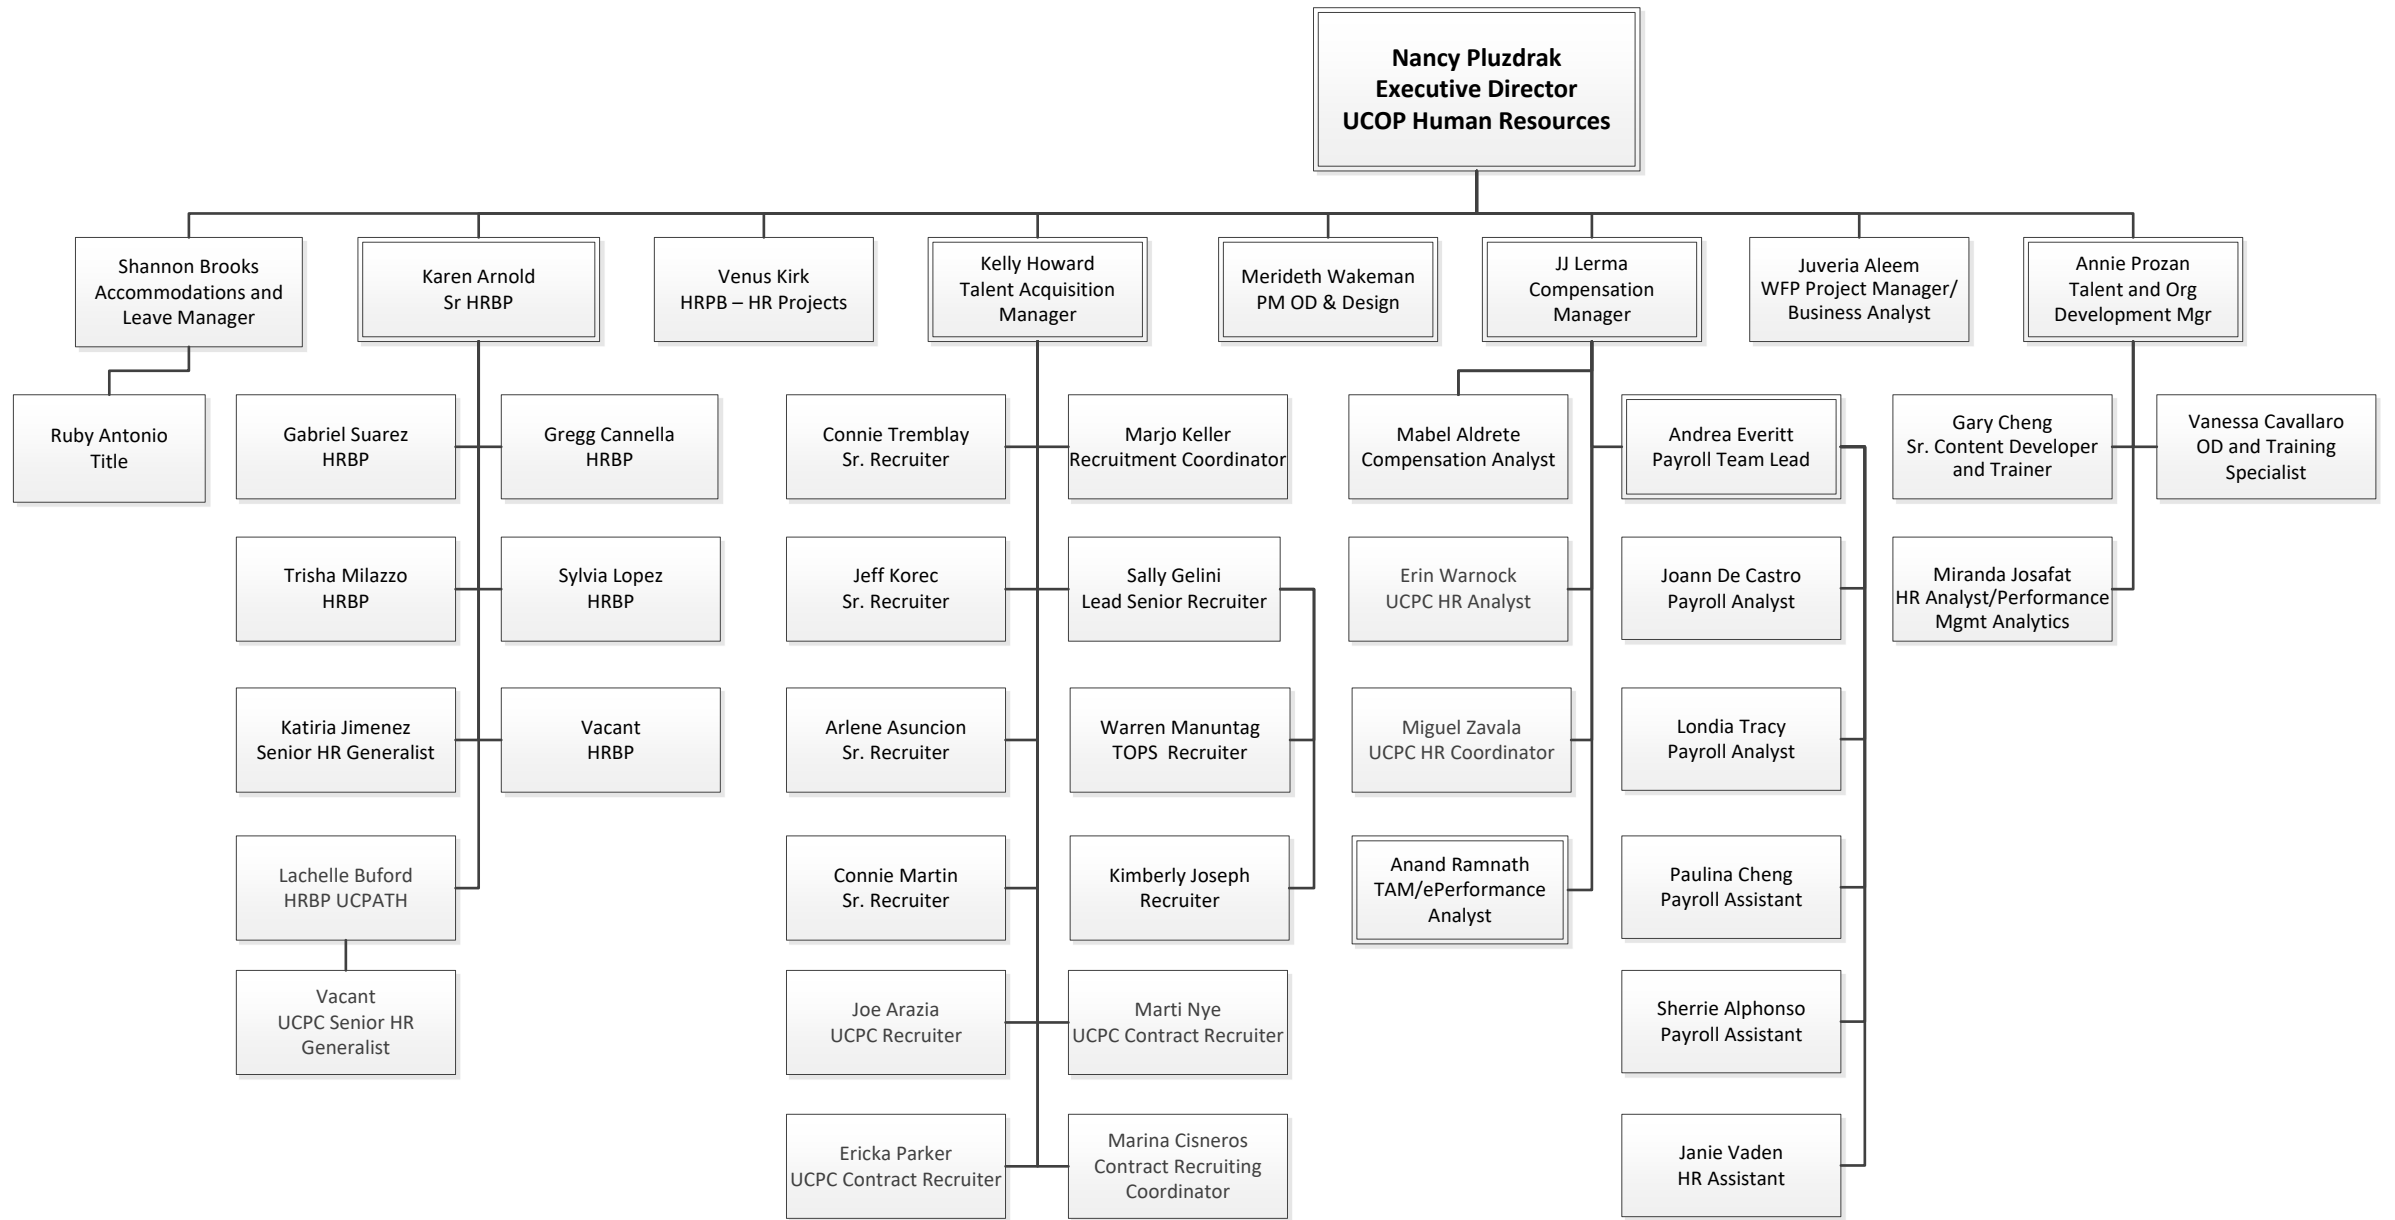 Nancy Pluzdrak
Executive Director
UCOP Human Resources
Shannon Brooks
Accommodations and
Leave Manager
Karen Arnold
Sr HRBP
Venus Kirk
HRPB – HR Projects
Kelly Howard
Talent Acquisition
Manager
Merideth Wakeman
PM OD & Design
JJ Lerma
Compensation
Manager
Juveria Aleem
WFP Project Manager/
Business Analyst
Annie Prozan
Talent and Org
Development Mgr
Ruby Antonio
Title
Gabriel Suarez
HRBP
Gregg Cannella
HRBP
Connie Tremblay
Sr. Recruiter
Marjo Keller
Recruitment Coordinator
Mabel Aldrete
Compensation Analyst
Andrea Everitt
Payroll Team Lead
Gary Cheng
Sr. Content Developer
and Trainer
Vanessa Cavallaro
OD and Training
Specialist
Trisha Milazzo
HRBP
Sylvia Lopez
HRBP
Jeff Korec
Sr. Recruiter
Sally Gelini
Lead Senior Recruiter
Erin Warnock
UCPC HR Analyst
Joann De Castro
Payroll Analyst
Miranda Josafat
HR Analyst/Performance
Mgmt Analytics
Katiria Jimenez
Senior HR Generalist
Vacant
HRBP
Arlene Asuncion
Sr. Recruiter
Warren Manuntag
TOPS  Recruiter
Miguel Zavala
UCPC HR Coordinator
Londia Tracy
Payroll Analyst
Lachelle Buford
HRBP UCPATH
Connie Martin
Sr. Recruiter
Kimberly Joseph
Recruiter
Anand Ramnath
TAM/ePerformance
Analyst
Paulina Cheng
Payroll Assistant
Vacant
UCPC Senior HR
Generalist
Joe Arazia
UCPC Recruiter
Marti Nye
UCPC Contract Recruiter
Sherrie Alphonso
Payroll Assistant
Ericka Parker
UCPC Contract Recruiter
Marina Cisneros
Contract Recruiting
Coordinator
Janie Vaden
HR Assistant